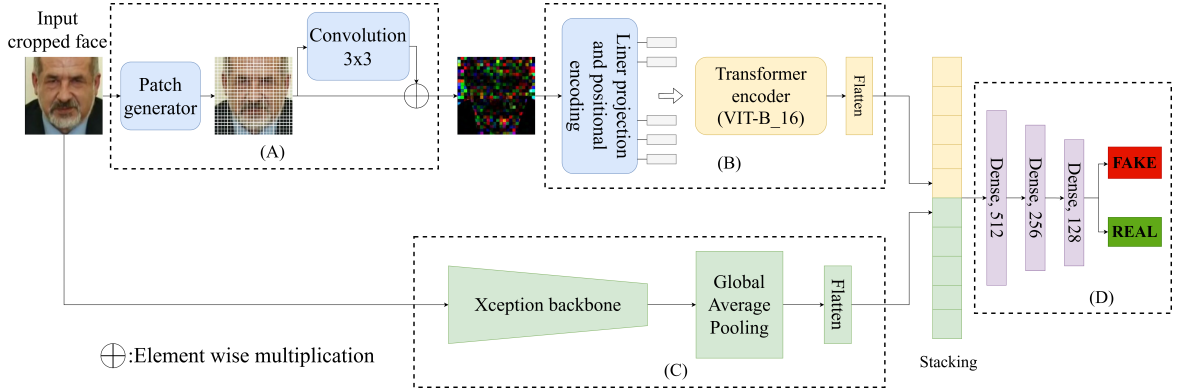 Input
cropped face
Patch
generator
Convolution
3x3
(A)
Liner projection
and positional
encoding
Transformer
encoder
(VIT-B_16)
Flatten
(B)
Xception backbone
Global
Average
Pooling
Flatten
(C)
Stacking
Dense, 512
Dense, 256
Dense, 128
FAKE
REAL
(D)
:Element wise multiplication